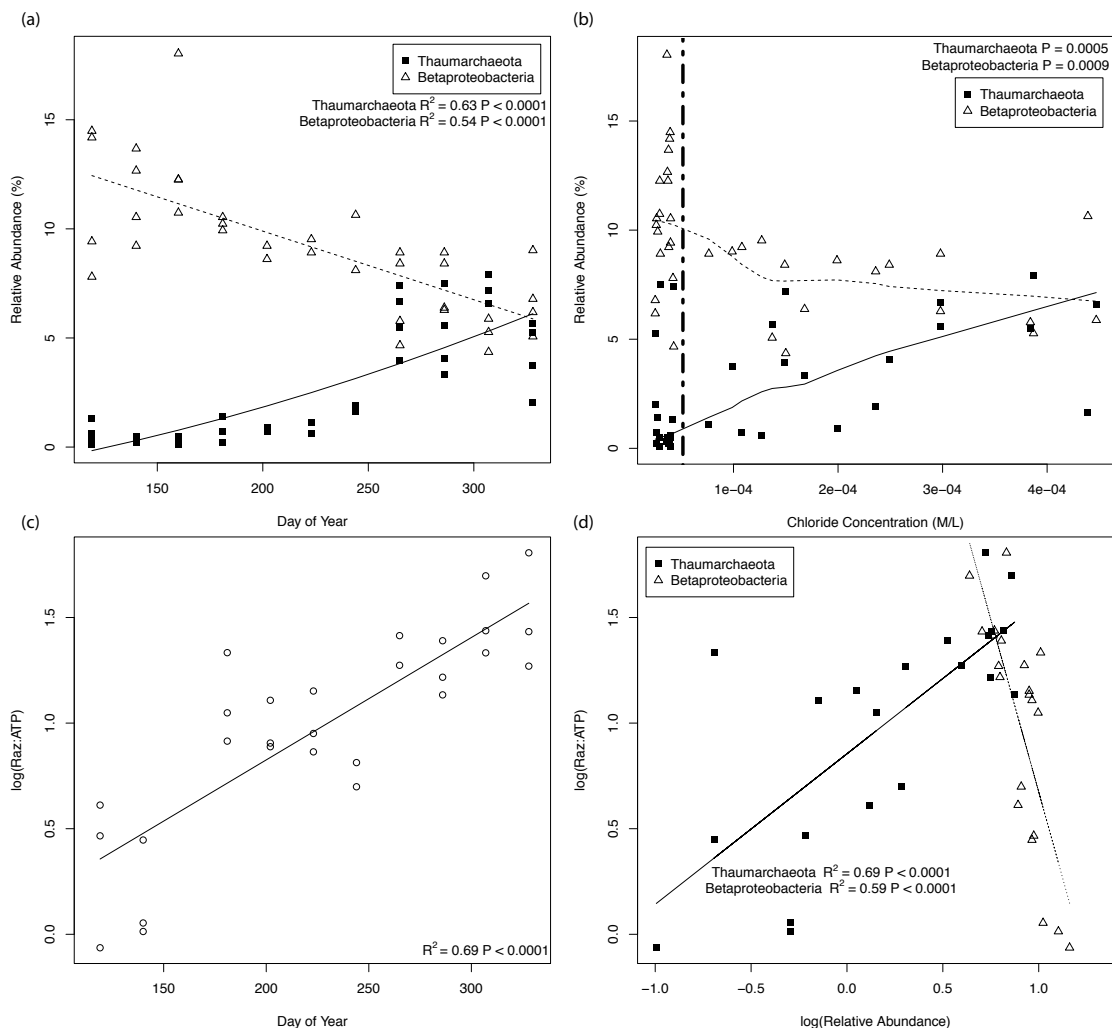 (a)
Thaumarchaeota
Betaproteobacteria
Thaumarchaeota R² = 0.63 P < 0.0001
Betaproteobacteria R² = 0.54 P < 0.0001
Relative Abundance (%)
0
5
10
15
150
200
250
300
Day of Year
(b)
Thaumarchaeota P = 0.0005
Betaproteobacteria P = 0.0009
Thaumarchaeota
Betaproteobacteria
Relative Abundance (%)
0
5
10
15
1e−04
2e−04
3e−04
4e−04
Chloride Concentration (M/L)
(c)
log(Raz:ATP)
0.0
0.5
1.0
1.5
R² = 0.69 P < 0.0001
150
200
250
300
Day of Year
(d)
Thaumarchaeota
Betaproteobacteria
log(Raz:ATP)
0.0
0.5
1.0
1.5
Thaumarchaeota R² = 0.69 P < 0.0001
Betaproteobacteria R² = 0.59 P < 0.0001
−1.0
−0.5
0.0
0.5
1.0
log(Relative Abundance)